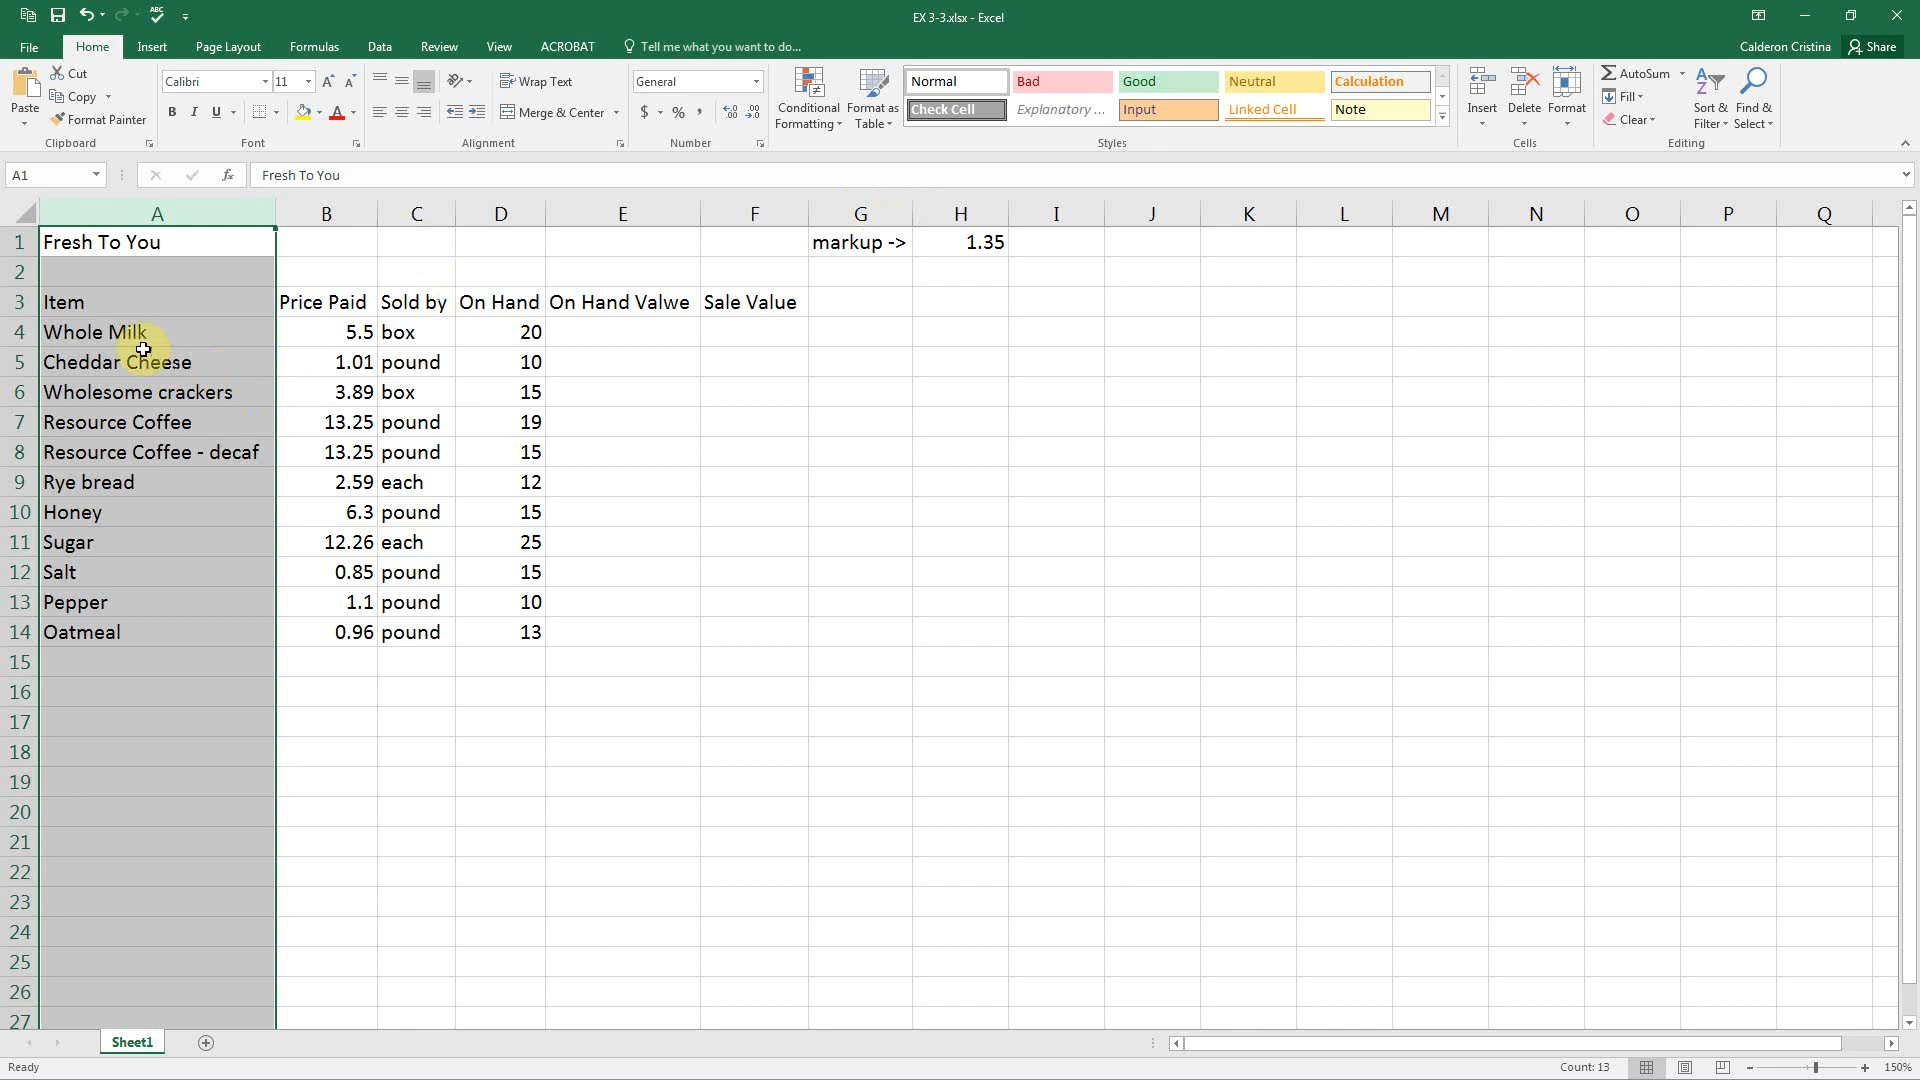 EX 3-3.xlsx - Excel
File Home Insert Page Layout Formulas Data Review View ACROBAT Tell me what you want to do... Calderon Cristina Share
Paste Cut Copy Format Painter
Calibri 11
B I U
Wrap Text
Merge & Center
General
$ % ,
Conditional Formatting
Format as Table
Normal Bad Good Neutral Calculation
Check Cell Explanatory ... Input Linked Cell Note
Insert Delete Format
AutoSum
Fill
Clear
Sort & Filter
Find & Select
Clipboard Font Alignment Number Styles Cells Editing
A1 fx Fresh To You
A B C D E F G H I J K L M N O P Q
1 Fresh To You markup -> 1.35
2
3 Item Price Paid Sold by On Hand On Hand Valwe Sale Value
4 Whole Milk 5.5 box 20
5 Cheddar Cheese 1.01 pound 10
6 Wholesome crackers 3.89 box 15
7 Resource Coffee 13.25 pound 19
8 Resource Coffee - decaf 13.25 pound 15
9 Rye bread 2.59 each 12
10 Honey 6.3 pound 15
11 Sugar 12.26 each 25
12 Salt 0.85 pound 15
13 Pepper 1.1 pound 10
14 Oatmeal 0.96 pound 13
15
16
17
18
19
20
21
22
23
24
25
26
27
Sheet1
Ready Count: 13 150%